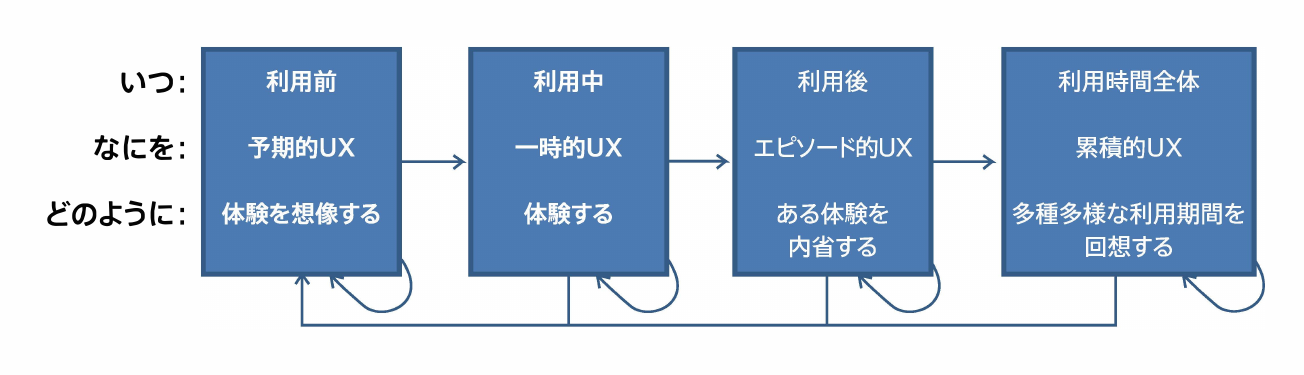 いつ: 利用前 利用中 利用後 利用時間全体
なにを: 予期的UX 一時的UX エピソード的UX 累積的UX
どのように: 体験を想像する 体験する ある体験を 多種多様な利用期間を
内省する 回想する